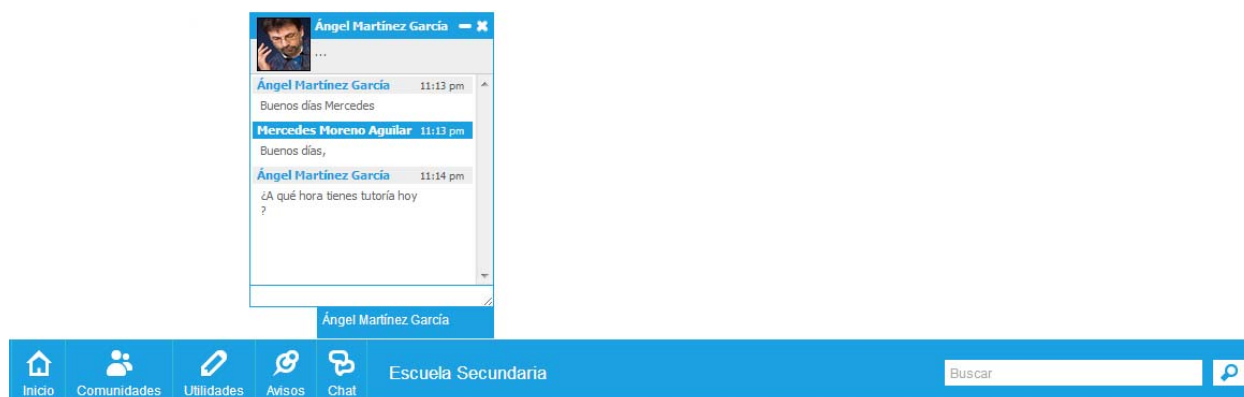 Ángel Martínez García
...
Ángel Martínez García 11:13 pm
Buenos días Mercedes
Mercedes Moreno Aguilar 11:13 pm
Buenos días,
Ángel Martínez García 11:14 pm
¿A qué hora tienes tutoría hoy
?
Ángel Martínez García
Inicio Comunidades Utilidades Avisos Chat Escuela Secundaria Buscar